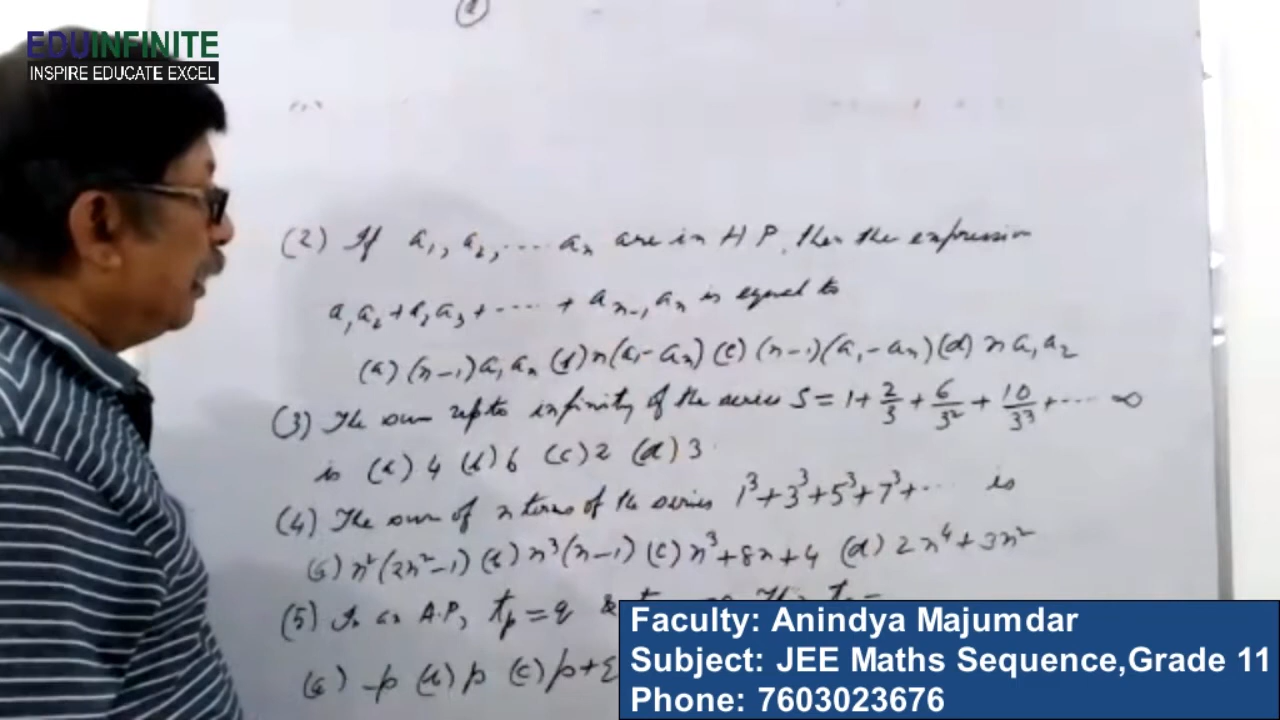 EDUINFINITE
INSPIRE EDUCATE EXCEL
(2) If a₁, a₂, .... aₙ are in H P, then the expression
a₁a₂ + a₂a₃ + ..... + aₙ₋₁ aₙ is equal to
(a) (n-1)a₁aₙ (b) n(a₁-aₙ) (c) (n-1)(a₁-aₙ) (d) n a₁a₂
(3) The sum upto infinity of the series S = 1 + 2/3 + 6/3² + 10/3³ + .... ∞
is (a) 4 (b) 6 (c) 2 (d) 3
(4) The sum of n terms of the series 1³+3³+5³+7³+... is
(a) n²(2n²-1) (b) n³(n-1) (c) n³+8n+4 (d) 2n⁴+3n²
(5) In an A.P, tₚ = q &
(a) -p (b) p (c) p+q
Faculty: Anindya Majumdar
Subject: JEE Maths Sequence,Grade 11
Phone: 7603023676